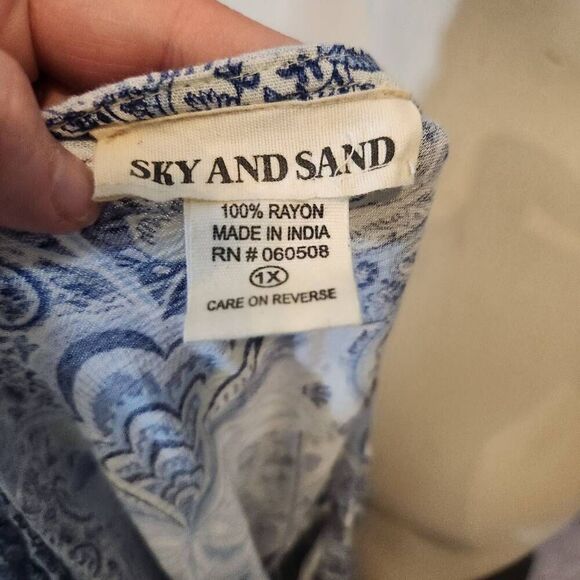 SKY AND SAND
100% RAYON
MADE IN INDIA
RN # 060508
1X
CARE ON REVERSE